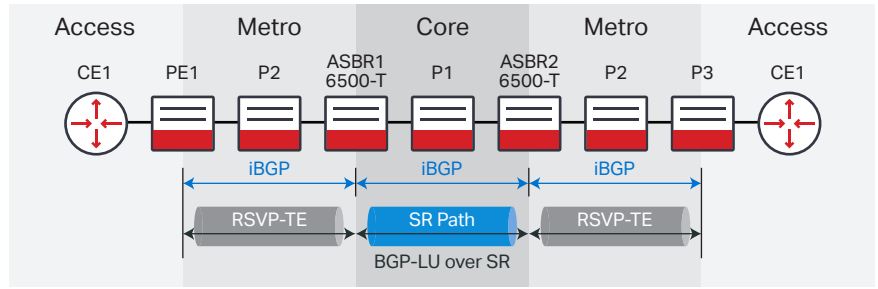 Access
Metro
Core
Metro
Access
CE1
PE1
P2
ASBR1
6500-T
P1
ASBR2
6500-T
P2
P3
CE1
iBGP
iBGP
iBGP
RSVP-TE
SR Path
RSVP-TE
BGP-LU over SR